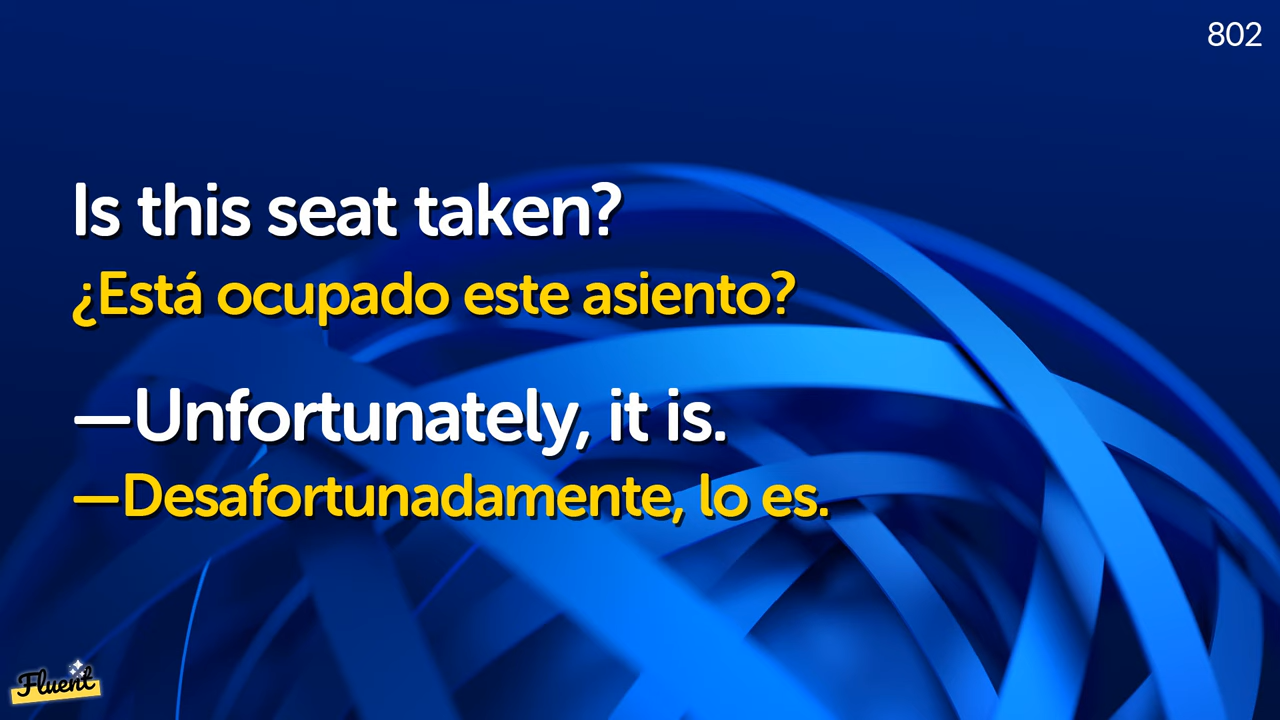 802
Is this seat taken?
¿Está ocupado este asiento?
—Unfortunately, it is.
—Desafortunadamente, lo es.
Fluent